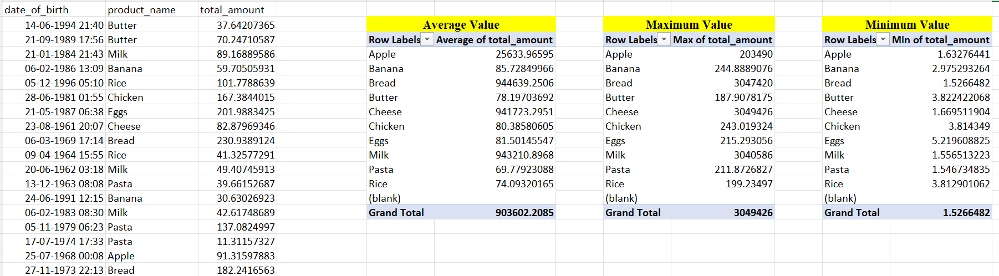 date_of_birth product_name total_amount
14-06-1994 21:40 Butter 37.64207365 Average Value Maximum Value Minimum Value
21-09-1989 17:56 Butter 70.24710587 Row Labels Average of total_amount Row Labels Max of total_amount Row Labels Min of total_amount
21-01-1984 21:43 Milk 89.16889586 Apple 25633.96595 Apple 203490 Apple 1.63276441
06-02-1986 13:09 Banana 59.70505931 Banana 85.72849966 Banana 244.8889076 Banana 2.975293264
05-12-1996 05:10 Rice 101.7788639 Bread 944639.2506 Bread 3047420 Bread 1.5266482
28-06-1981 01:55 Chicken 167.3844015 Butter 78.19703692 Butter 187.9078175 Butter 3.822422068
21-05-1987 06:38 Eggs 201.9883425 Cheese 941723.2951 Cheese 3049426 Cheese 1.669511904
23-08-1961 20:07 Cheese 82.87969346 Chicken 80.38580605 Chicken 243.019324 Chicken 3.814349
06-03-1969 17:14 Bread 230.9389124 Eggs 81.50145547 Eggs 215.293056 Eggs 5.219608825
09-04-1964 15:55 Rice 41.32577291 Milk 943210.8968 Milk 3040586 Milk 1.556513223
20-06-1962 03:18 Milk 49.40745913 Pasta 69.77923088 Pasta 211.8726827 Pasta 1.546734835
13-12-1963 08:08 Pasta 39.66152687 Rice 74.09320165 Rice 199.23497 Rice 3.812901062
24-06-1991 12:15 Banana 30.63026923 (blank) (blank) (blank)
06-02-1983 08:30 Milk 42.61748689 Grand Total 903602.2085 Grand Total 3049426 Grand Total 1.5266482
05-11-1979 06:23 Pasta 137.0824997
17-07-1974 17:33 Pasta 11.31157327
25-07-1968 00:08 Apple 91.31597883
27-11-1973 22:13 Bread 182.2416563